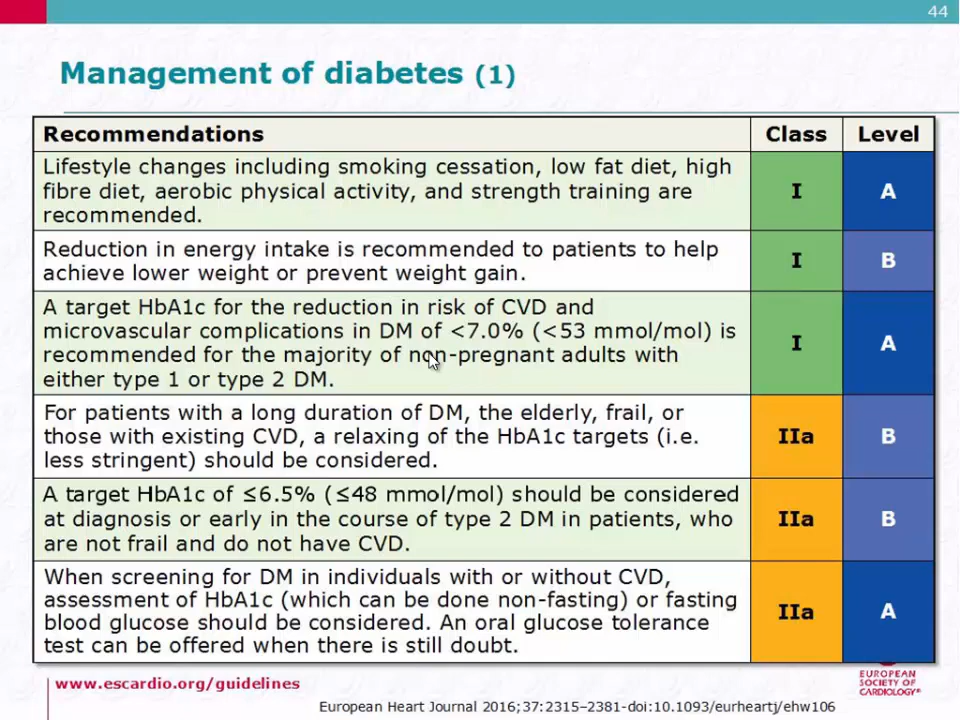 44
Management of diabetes (1)
Recommendations Class Level
Lifestyle changes including smoking cessation, low fat diet, high
fibre diet, aerobic physical activity, and strength training are
recommended.
I A
Reduction in energy intake is recommended to patients to help
achieve lower weight or prevent weight gain.
I B
A target HbA1c for the reduction in risk of CVD and
microvascular complications in DM of <7.0% (<53 mmol/mol) is
recommended for the majority of non-pregnant adults with
either type 1 or type 2 DM.
I A
For patients with a long duration of DM, the elderly, frail, or
those with existing CVD, a relaxing of the HbA1c targets (i.e.
less stringent) should be considered.
IIa B
A target HbA1c of ≤6.5% (≤48 mmol/mol) should be considered
at diagnosis or early in the course of type 2 DM in patients, who
are not frail and do not have CVD.
IIa B
When screening for DM in individuals with or without CVD,
assessment of HbA1c (which can be done non-fasting) or fasting
blood glucose should be considered. An oral glucose tolerance
test can be offered when there is still doubt.
IIa A
www.escardio.org/guidelines
EUROPEAN
SOCIETY OF
CARDIOLOGY®
European Heart Journal 2016;37:2315–2381-doi:10.1093/eurheartj/ehw106